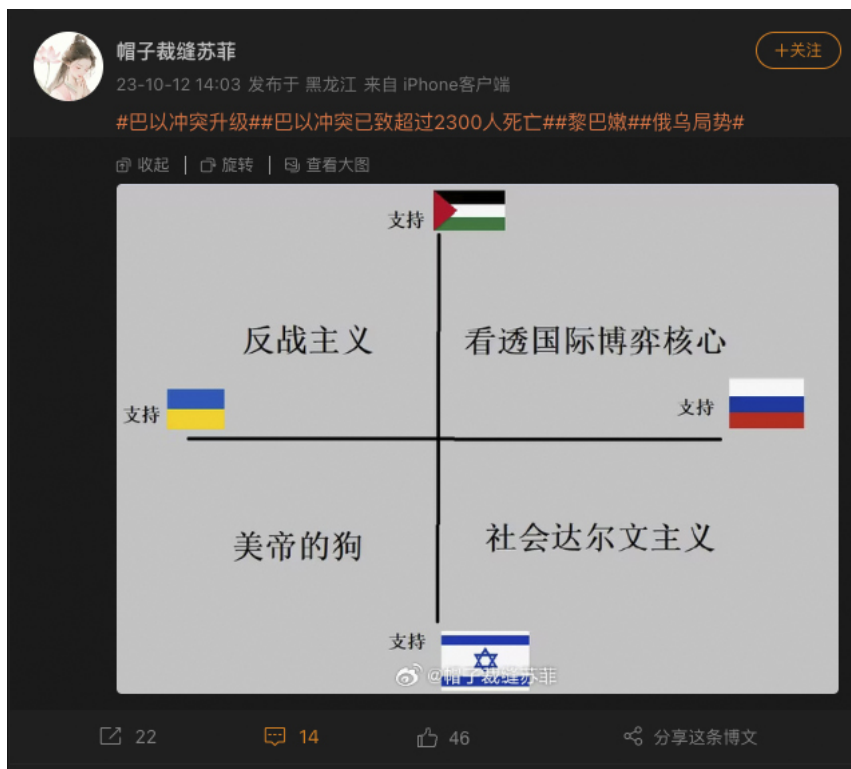 帽子裁缝苏菲
+关注
23-10-12 14:03 发布于 黑龙江 来自 iPhone客户端
#巴以冲突升级##巴以冲突已致超过2300人死亡##黎巴嫩##俄乌局势#
收起 | 旋转 | 查看大图
支持
反战主义
看透国际博弈核心
支持
支持
美帝的狗
社会达尔文主义
支持
@帽子裁缝苏菲
22
14
46
分享这条博文